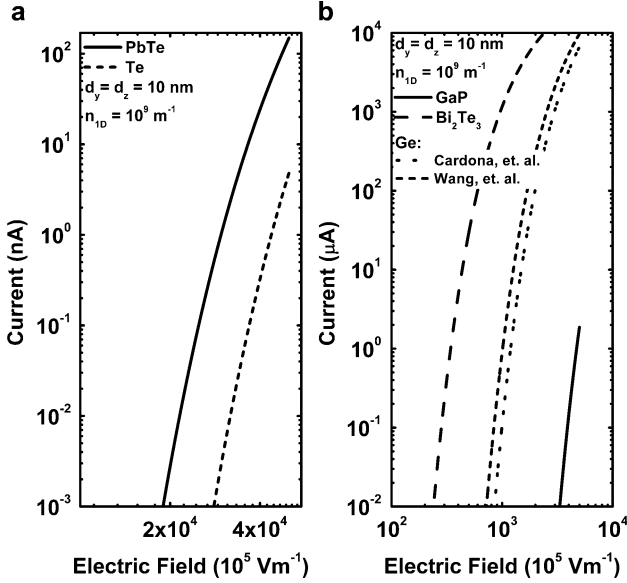 a
PbTe
Te
d_y = d_z = 10 nm
n_1D = 10^9 m^-1
10^2
10^1
10^0
10^-1
10^-2
10^-3
Current (nA)
2x10^4
4x10^4
Electric Field (10^5 Vm^-1)
b
d_y = d_z = 10 nm
n_1D = 10^9 m^-1
GaP
Bi_2Te_3
Ge:
Cardona, et. al.
Wang, et. al.
10^4
10^3
10^2
10^1
10^0
10^-1
10^-2
Current (μA)
10^2
10^3
10^4
Electric Field (10^5 Vm^-1)